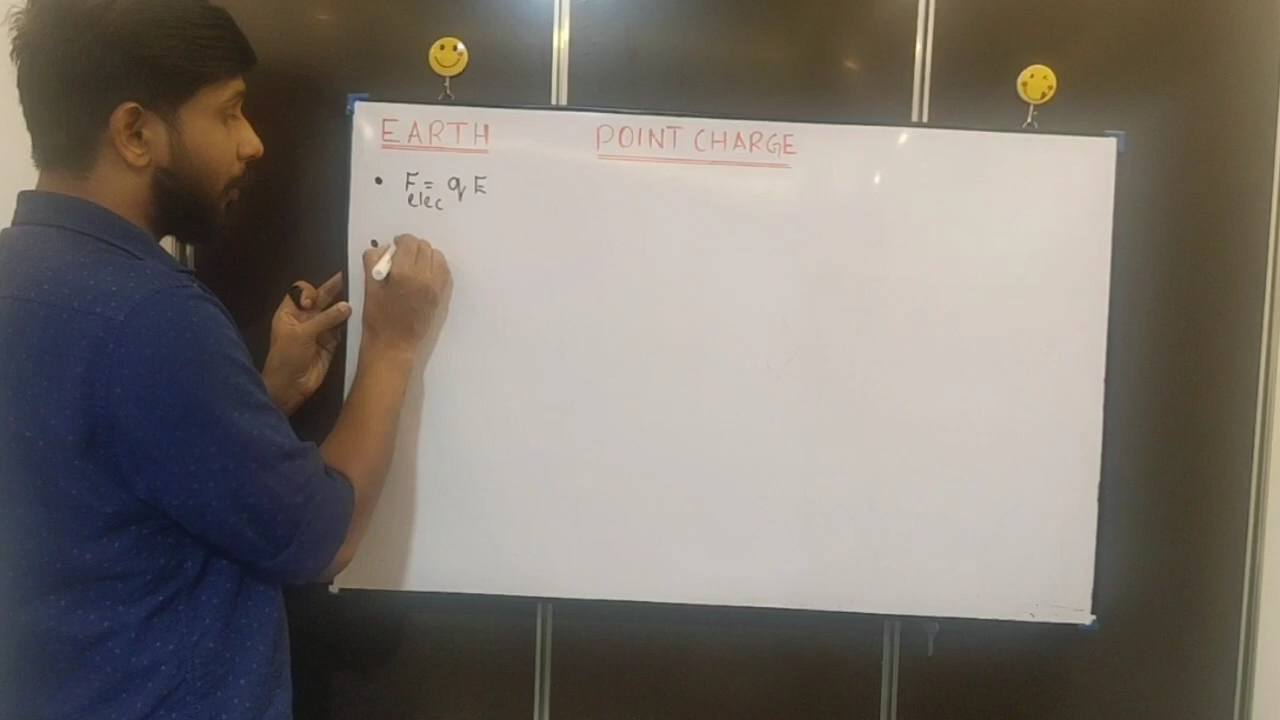 EARTH POINT CHARGE
• F = qE
elec
•